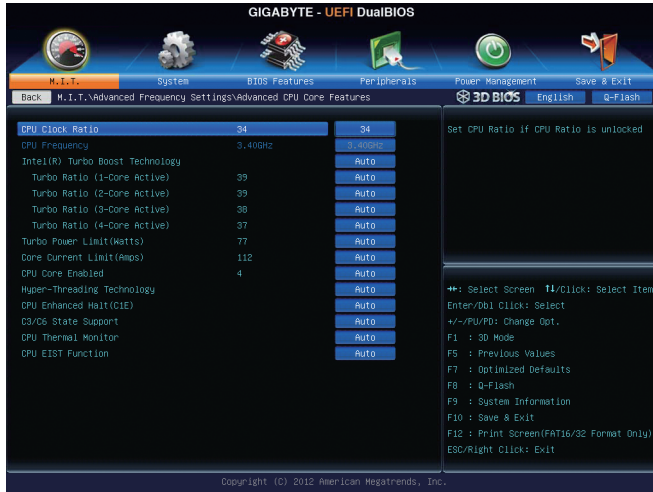 GIGABYTE - UEFI DualBIOS
M.I.T. System BIOS Features Peripherals Power Management Save & Exit
Back M.I.T.\Advanced Frequency Settings\Advanced CPU Core Features 3D BIOS English Q-Flash
CPU Clock Ratio 34 34
CPU Frequency 3.40GHz 3.40GHz
Intel(R) Turbo Boost Technology Auto
Turbo Ratio (1-Core Active) 39 Auto
Turbo Ratio (2-Core Active) 39 Auto
Turbo Ratio (3-Core Active) 38 Auto
Turbo Ratio (4-Core Active) 37 Auto
Turbo Power Limit(Watts) 77 Auto
Core Current Limit(Amps) 112 Auto
CPU Core Enabled 4 Auto
Hyper-Threading Technology Auto
CPU Enhanced Halt(C1E) Auto
C3/C6 State Support Auto
CPU Thermal Monitor Auto
CPU EIST Function Auto
Set CPU Ratio if CPU Ratio is unlocked
↔: Select Screen ↑↓/Click: Select Item
Enter/Dbl Click: Select
+/-/PU/PD: Change Opt.
F1 : 3D Mode
F5 : Previous Values
F7 : Optimized Defaults
F8 : Q-Flash
F9 : System Information
F10 : Save & Exit
F12 : Print Screen(FAT16/32 Format Only)
ESC/Right Click: Exit
Copyright (C) 2012 American Megatrends, Inc.